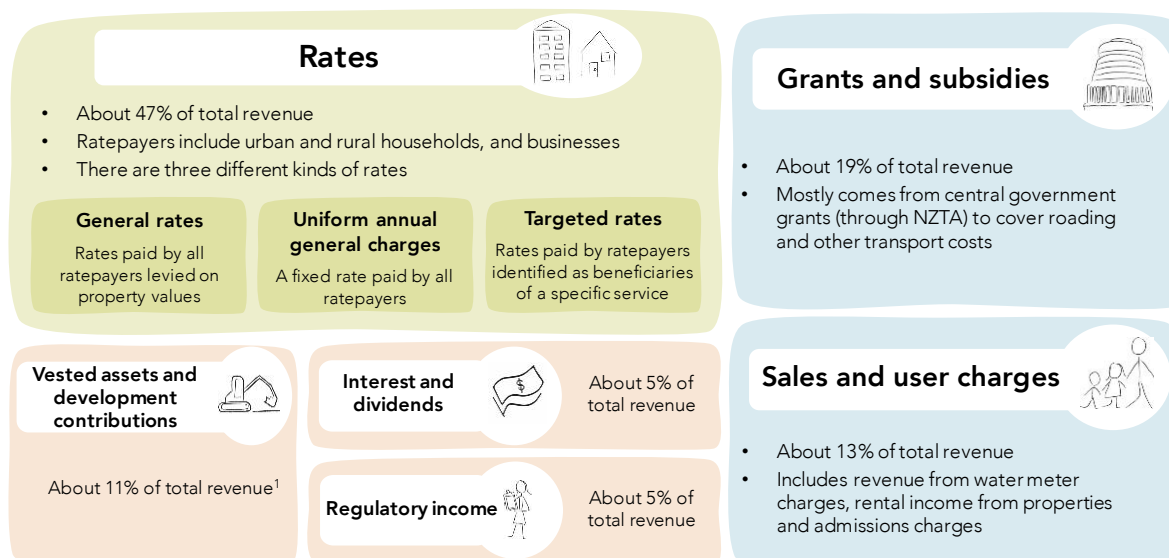 Rates
• About 47% of total revenue
• Ratepayers include urban and rural households, and businesses
• There are three different kinds of rates
General rates
Rates paid by all
ratepayers levied on
property values
Uniform annual
general charges
A fixed rate paid by all
ratepayers
Targeted rates
Rates paid by ratepayers
identified as beneficiaries
of a specific service
Grants and subsidies
• About 19% of total revenue
• Mostly comes from central government
grants (through NZTA) to cover roading
and other transport costs
Vested assets and
development
contributions
About 11% of total revenue¹
Interest and
dividends
$
About 5% of
total revenue
Regulatory income
About 5% of
total revenue
Sales and user charges
• About 13% of total revenue
• Includes revenue from water meter
charges, rental income from properties
and admissions charges